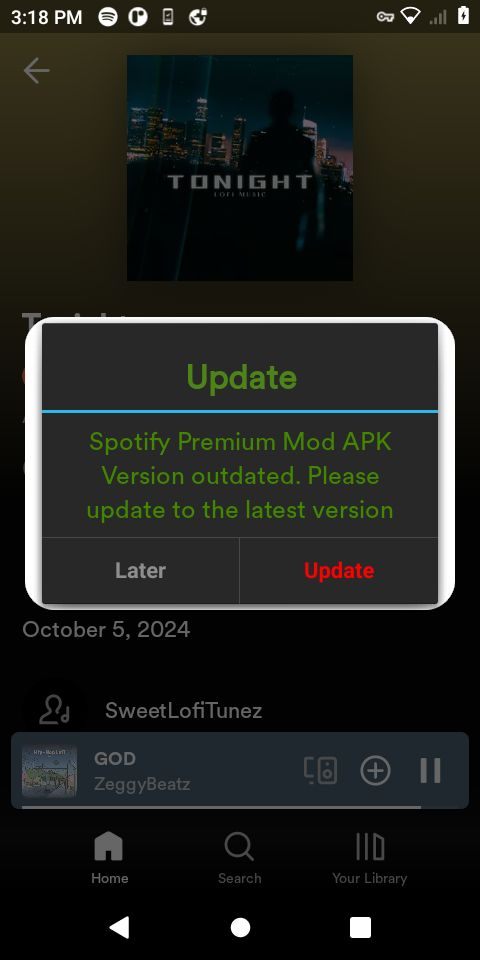 3:18 PM
TONIGHT
LOFI MUSIC
Update
Spotify Premium Mod APK
Version outdated. Please
update to the latest version
Later
Update
October 5, 2024
SweetLofiTunez
GOD
ZeggyBeatz
Home
Search
Your Library